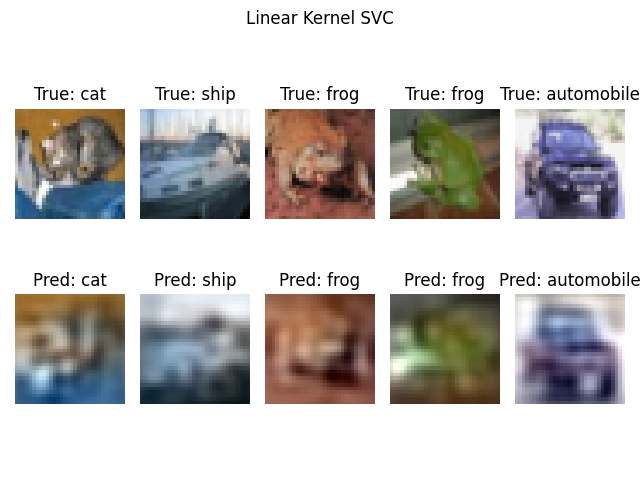 Linear Kernel SVC
True: cat True: ship True: frog True: frog True: automobile
Pred: cat Pred: ship Pred: frog Pred: frog Pred: automobile